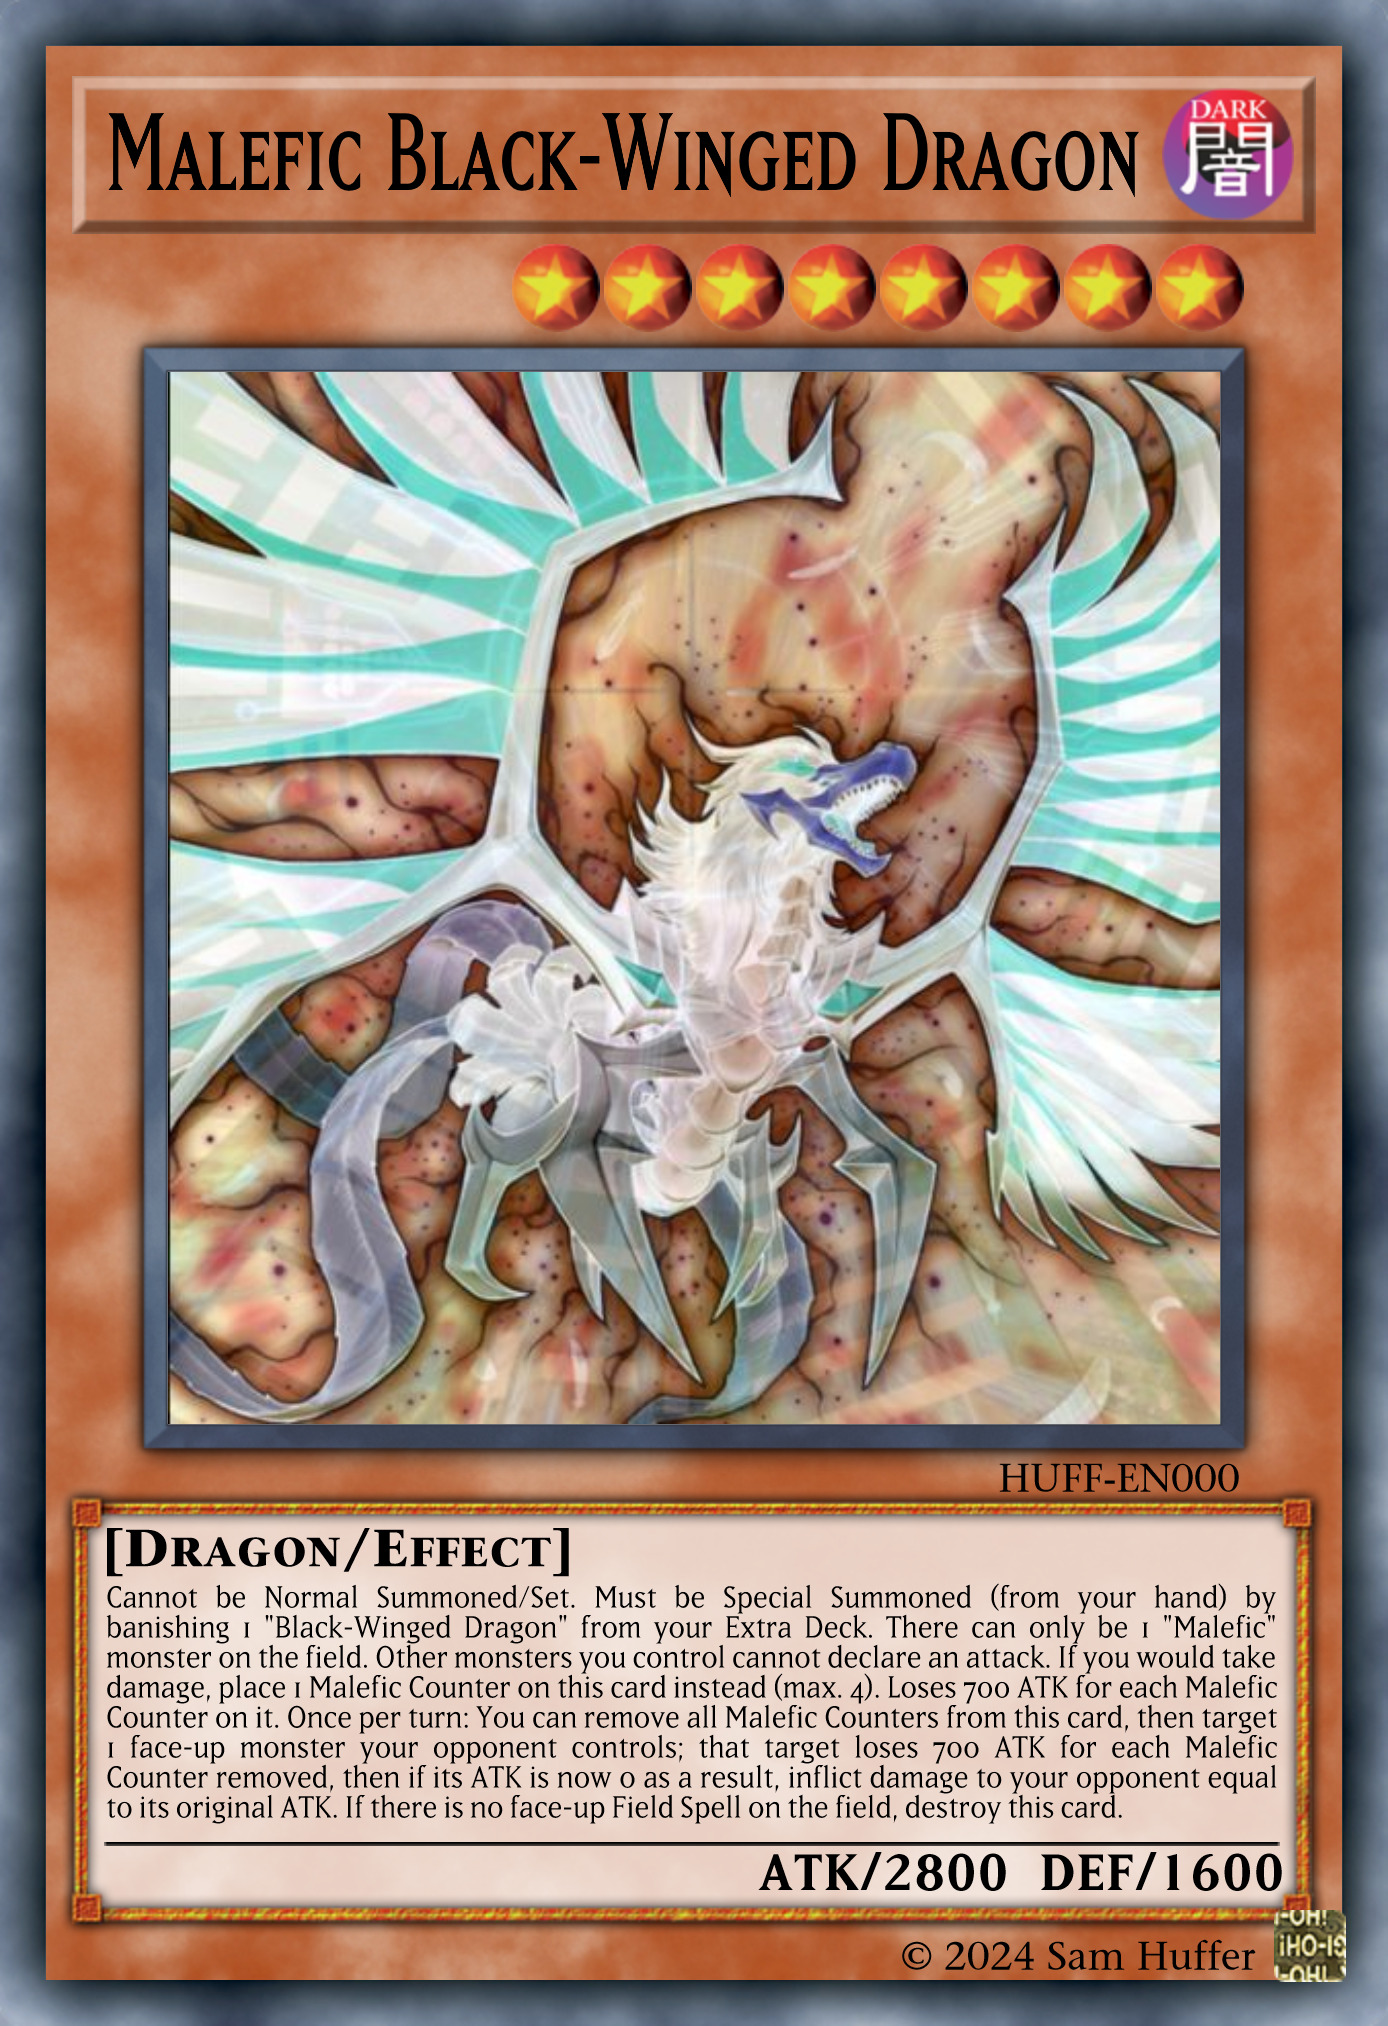 Malefic Black-Winged Dragon
DARK
闇
HUFF-EN000
[Dragon/Effect]
Cannot be Normal Summoned/Set. Must be Special Summoned (from your hand) by
banishing 1 "Black-Winged Dragon" from your Extra Deck. There can only be 1 "Malefic"
monster on the field. Other monsters you control cannot declare an attack. If you would take
damage, place 1 Malefic Counter on this card instead (max. 4). Loses 700 ATK for each Malefic
Counter on it. Once per turn: You can remove all Malefic Counters from this card, then target
1 face-up monster your opponent controls; that target loses 700 ATK for each Malefic
Counter removed, then if its ATK is now 0 as a result, inflict damage to your opponent equal
to its original ATK. If there is no face-up Field Spell on the field, destroy this card.
ATK/2800 DEF/1600
© 2024 Sam Huffer